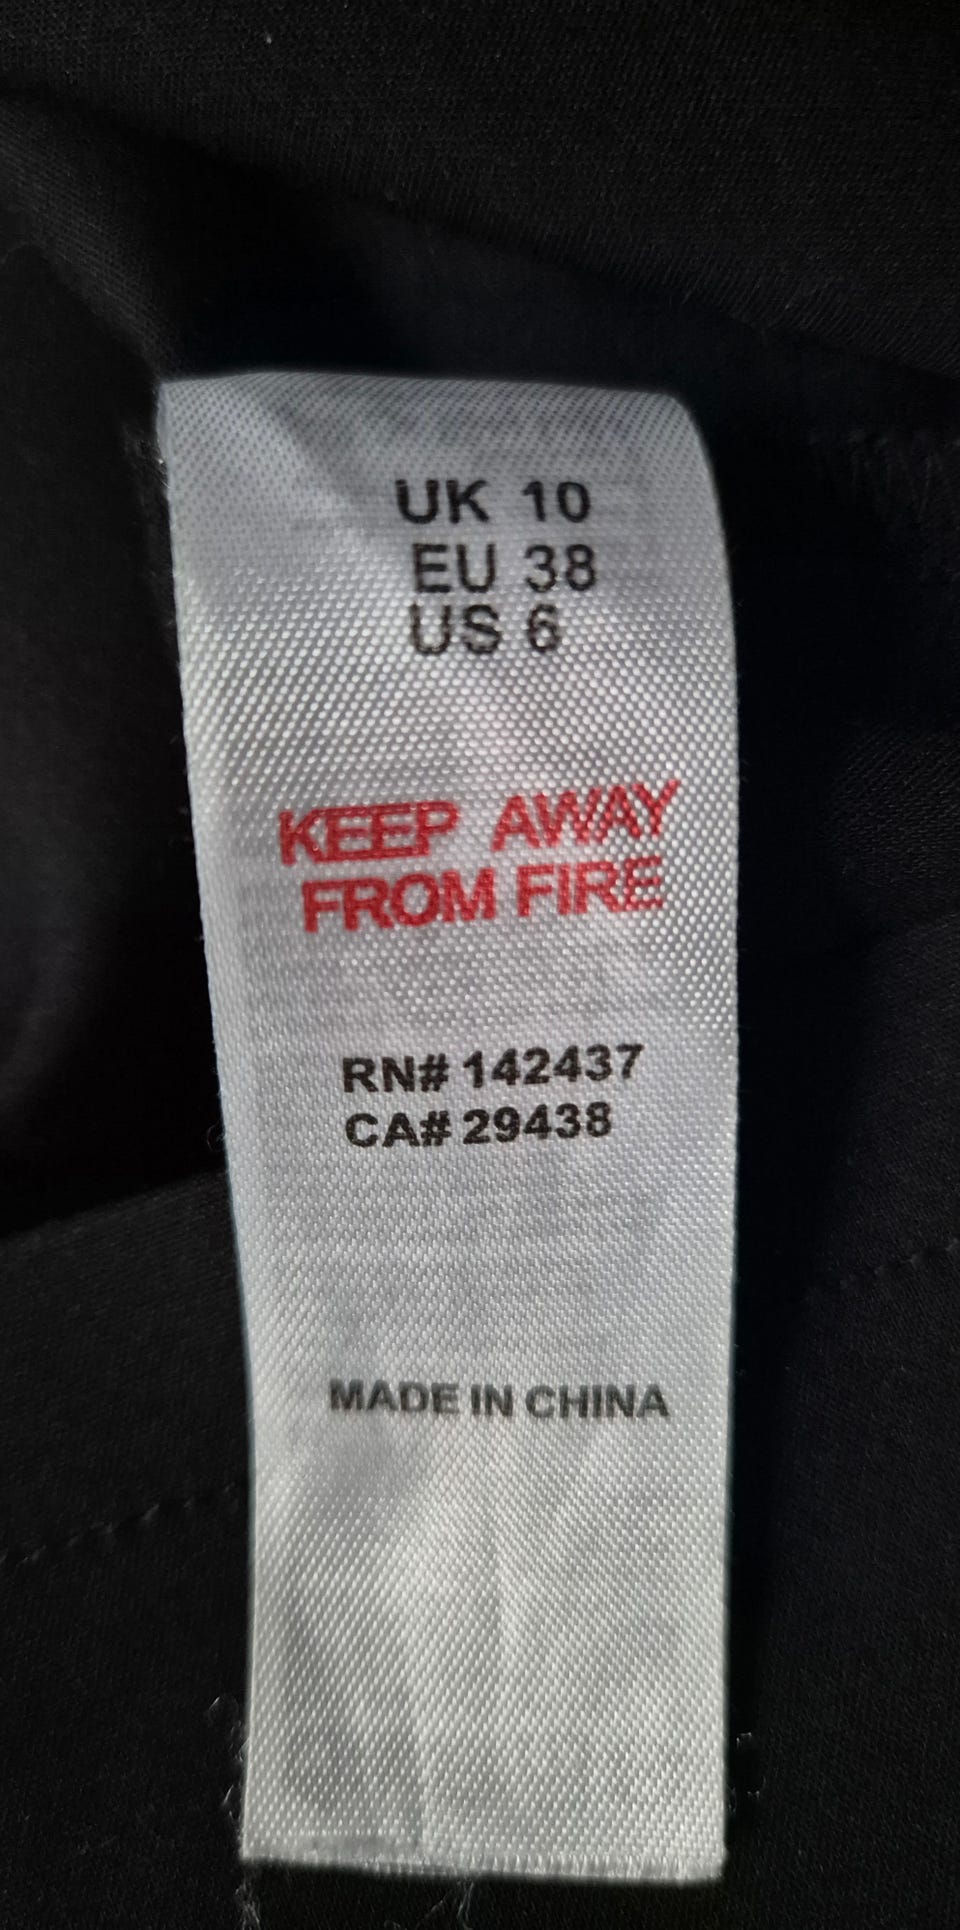 UK 10
EU 38
US 6
KEEP AWAY
FROM FIRE
RN# 142437
CA# 29438
MADE IN CHINA